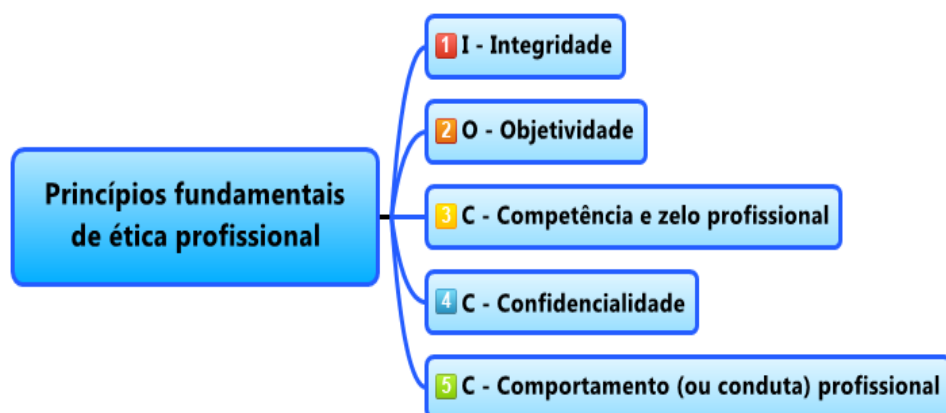 Princípios fundamentais
de ética profissional
1 I - Integridade
2 O - Objetividade
3 C - Competência e zelo profissional
4 C - Confidencialidade
5 C - Comportamento (ou conduta) profissional